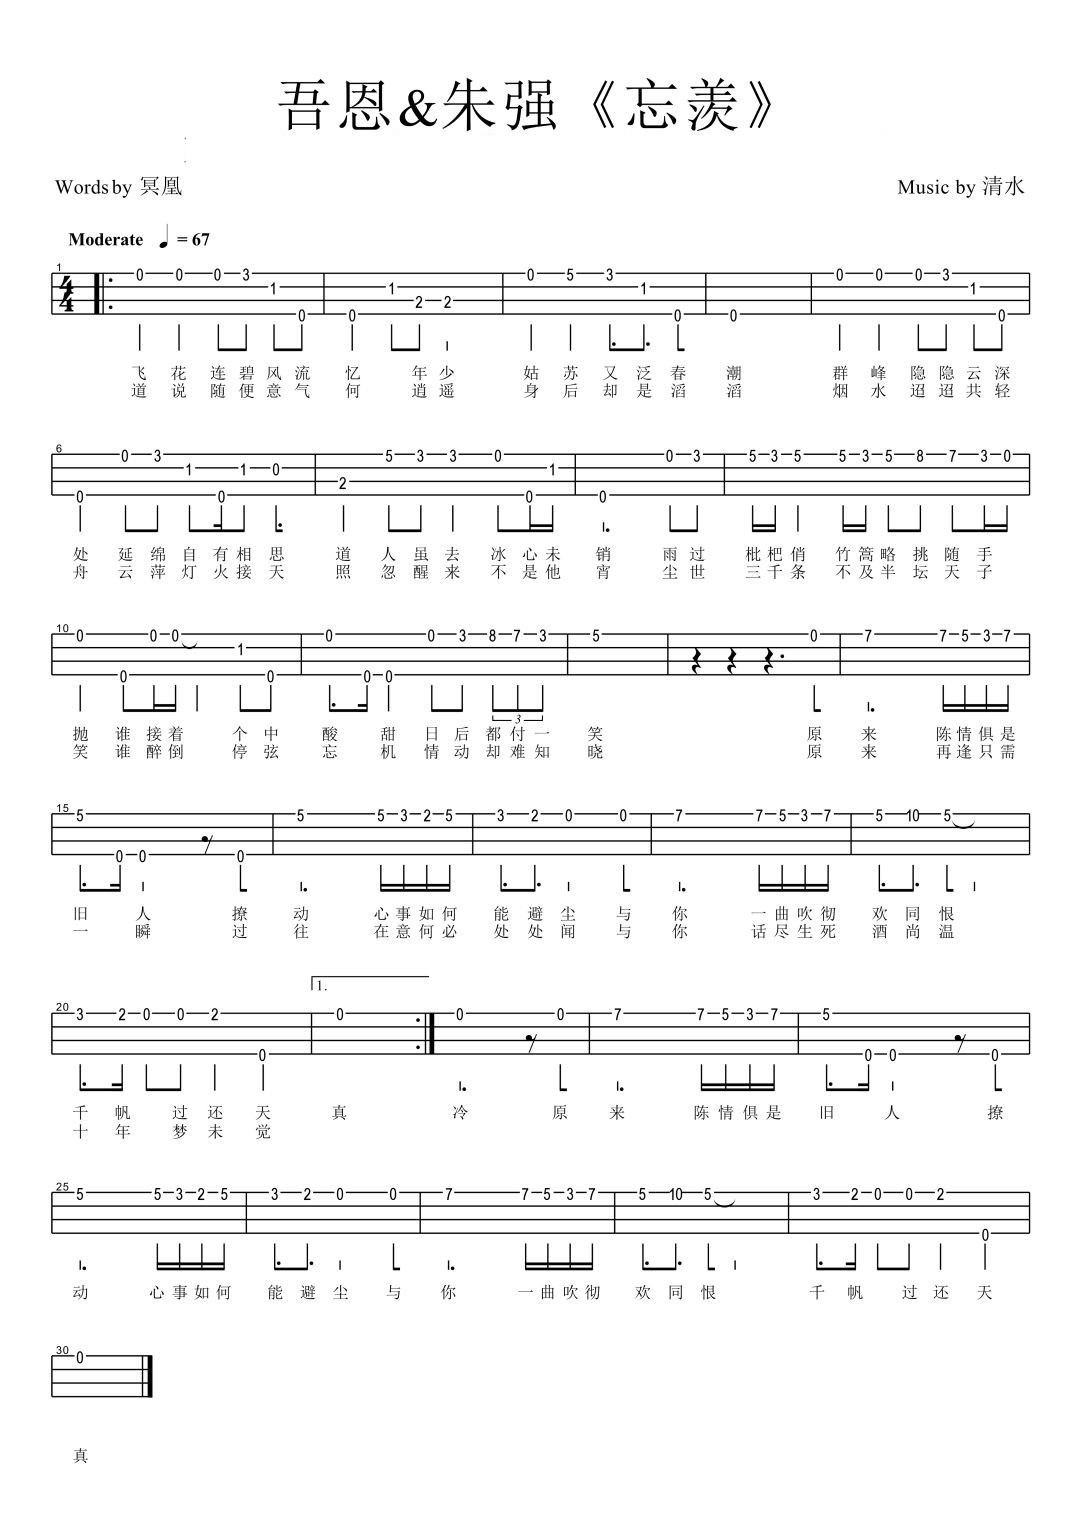 吾恩&朱强《忘羡》
Words by 冥凰
Music by 清水
Moderate ♩ = 67
1
4/4
0 0 0 3 1 0 0 1 2 2 0 5 3 1 0 0 0 0 0 3 1 0
飞 花 连 碧 风 流 忆 年 少 姑 苏 又 泛 春 潮 群 峰 隐 隐 云 深
道 说 随 便 意 气 何 逍 遥 身 后 却 是 滔 滔 烟 水 迢 迢 共 轻
6
0 0 3 1 0 1 0 2 5 3 3 0 0 1 0 0 3 5 3 5 5 3 5 8 7 3 0
处 延 绵 自 有 相 思 道 人 虽 去 冰 心 未 销 雨 过 枇 杷 俏 竹 篙 略 挑 随 手
舟 云 萍 灯 火 接 天 照 忽 醒 来 不 是 他 宵 尘 世 三 千 条 不 及 半 坛 天 子
10
0 0 0 0 1 0 0 0 0 0 3 8 7 3 5 0 7 7 5 3 7
3
抛 谁 接 着 个 中 酸 甜 日 后 都 付 一 笑 原 来 陈 情 俱 是
笑 谁 醉 倒 停 弦 忘 机 情 动 却 难 知 晓 原 来 再 逢 只 需
15
5 0 0 0 5 5 3 2 5 3 2 0 0 7 7 5 3 7 5 10 5
旧 人 撩 动 心 事 如 何 能 避 尘 与 你 一 曲 吹 彻 欢 同 恨
一 瞬 过 往 在 意 何 必 处 处 闻 与 你 话 尽 生 死 酒 尚 温
1.
20
3 2 0 0 2 0 0 0 0 7 7 5 3 7 5 0 0 0
千 帆 过 还 天 真 冷 原 来 陈 情 俱 是 旧 人 撩
十 年 梦 未 觉
25
5 5 3 2 5 3 2 0 0 7 7 5 3 7 5 10 5 3 2 0 0 2 0
动 心 事 如 何 能 避 尘 与 你 一 曲 吹 彻 欢 同 恨 千 帆 过 还 天
30
0
真